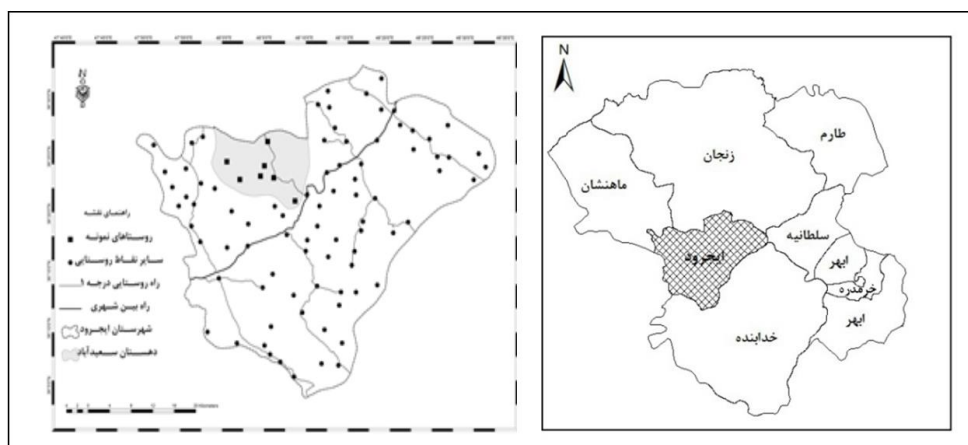 N
راهنمای نقشه
روستاهای نمونه
سایر نقاط روستایی
راه روستایی درجه ۱
راه بین شهری
شهرستان ایجرود
دهستان سعیدآباد
N
طارم
زنجان
ماهنشان
سلطانیه
ایجرود
ابهر
خرمدره
ابهر
خدابنده